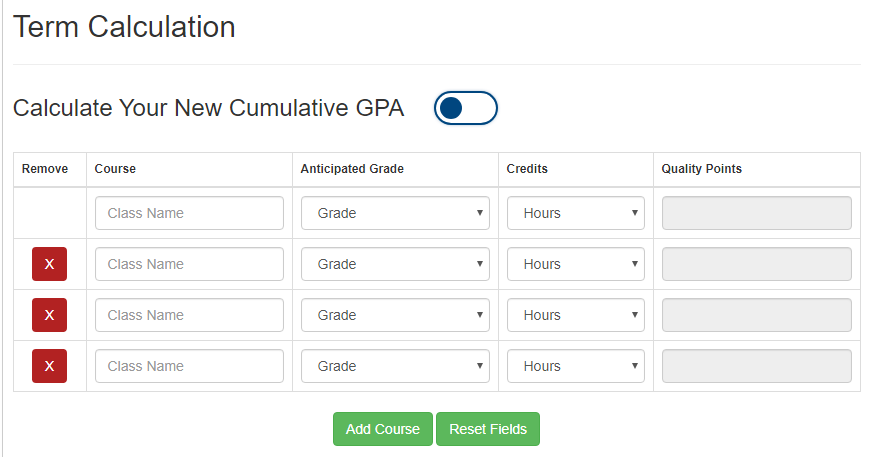 Term Calculation
Calculate Your New Cumulative GPA
Remove Course Anticipated Grade Credits Quality Points
Class Name Grade Hours
X Class Name Grade Hours
X Class Name Grade Hours
X Class Name Grade Hours
Add Course Reset Fields